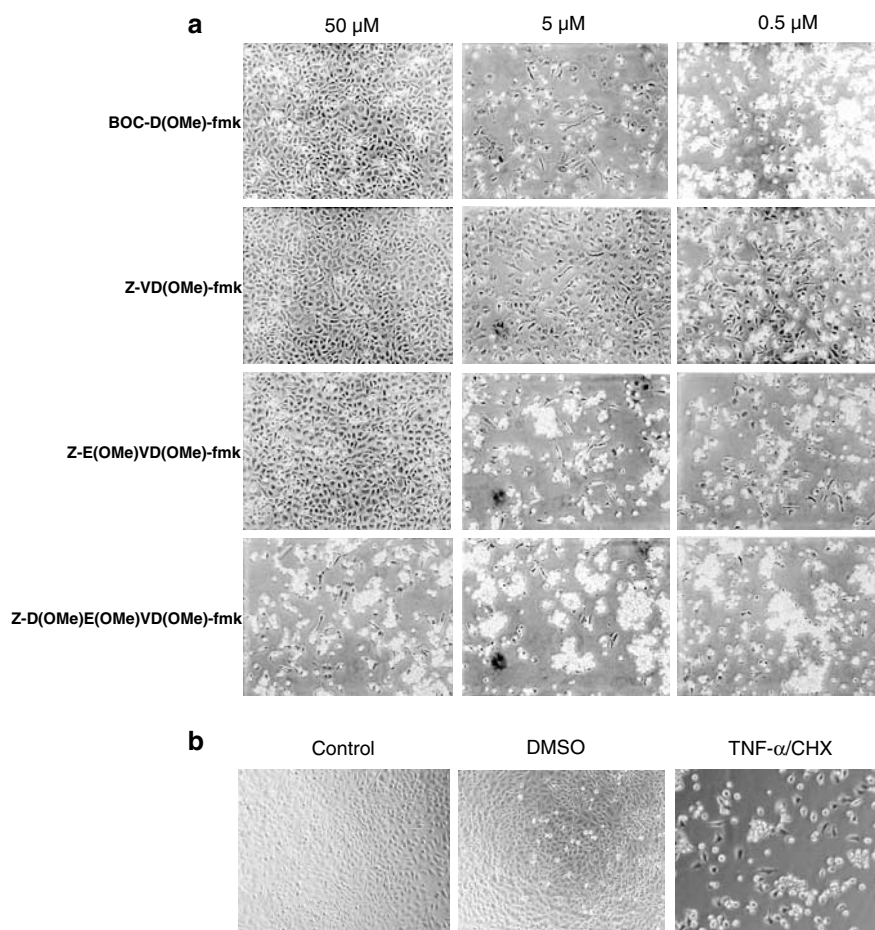 a
50 µM 5 µM 0.5 µM
BOC-D(OMe)-fmk
Z-VD(OMe)-fmk
Z-E(OMe)VD(OMe)-fmk
Z-D(OMe)E(OMe)VD(OMe)-fmk
b
Control DMSO TNF-α/CHX